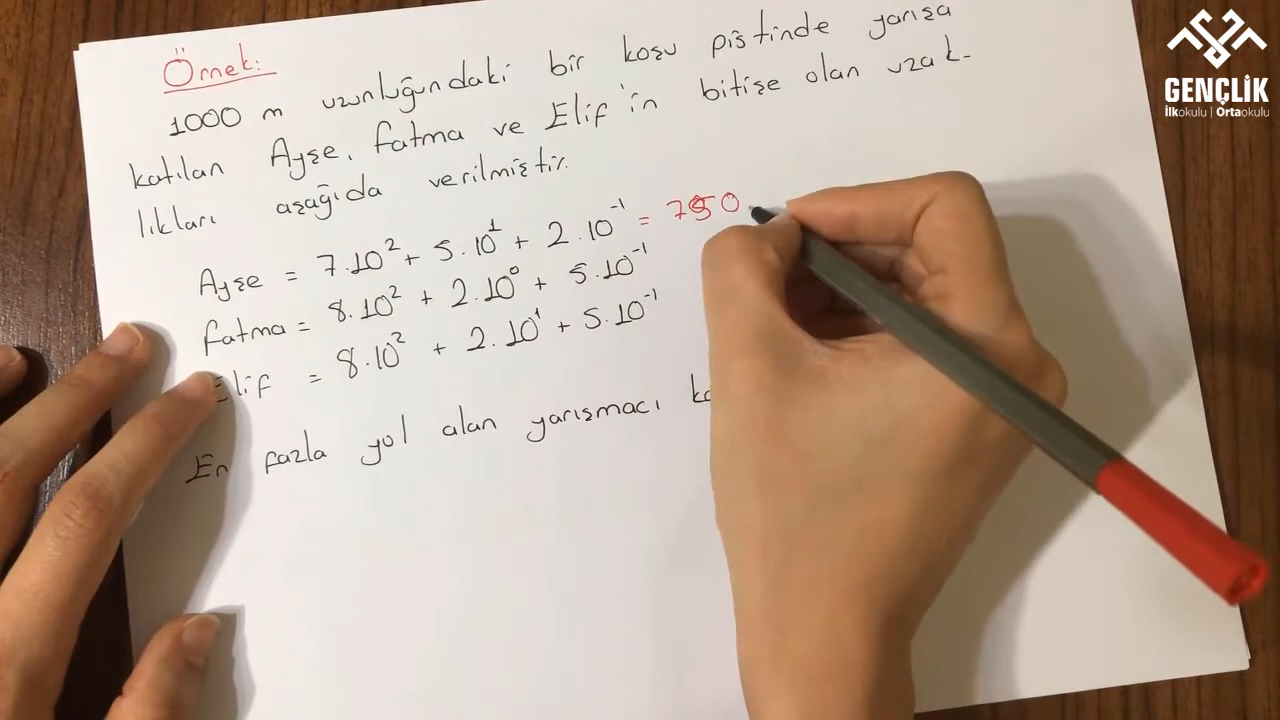 Örnek:
1000 m uzunluğundaki bir koşu pistinde yarışa
katılan Ayşe, Fatma ve Elif'in bitişe olan uzak-
lıkları aşağıda verilmiştir.
Ayşe = 7.10² + 5.10¹ + 2.10⁻¹ = 750
Fatma = 8.10² + 2.10⁰ + 5.10⁻¹
Elif = 8.10² + 2.10¹ + 5.10⁻¹
En fazla yol alan yarışmacı
GENÇLİK
İlkokulu | Ortaokulu